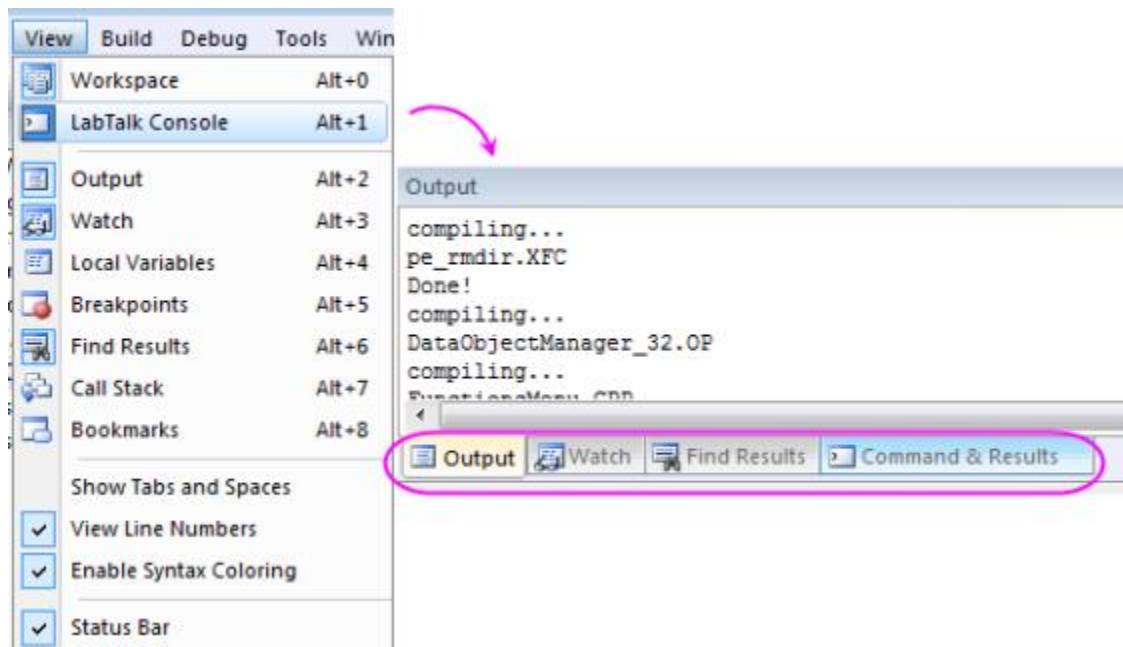 View Build Debug Tools Win
Workspace Alt+0
LabTalk Console Alt+1
Output Alt+2
Watch Alt+3
Local Variables Alt+4
Breakpoints Alt+5
Find Results Alt+6
Call Stack Alt+7
Bookmarks Alt+8
Show Tabs and Spaces
View Line Numbers
Enable Syntax Coloring
Status Bar
Output
compiling...
pe_rmdir.XFC
Done!
compiling...
DataObjectManager_32.OP
compiling...
FunctionsMenu.CPP
Output Watch Find Results Command & Results